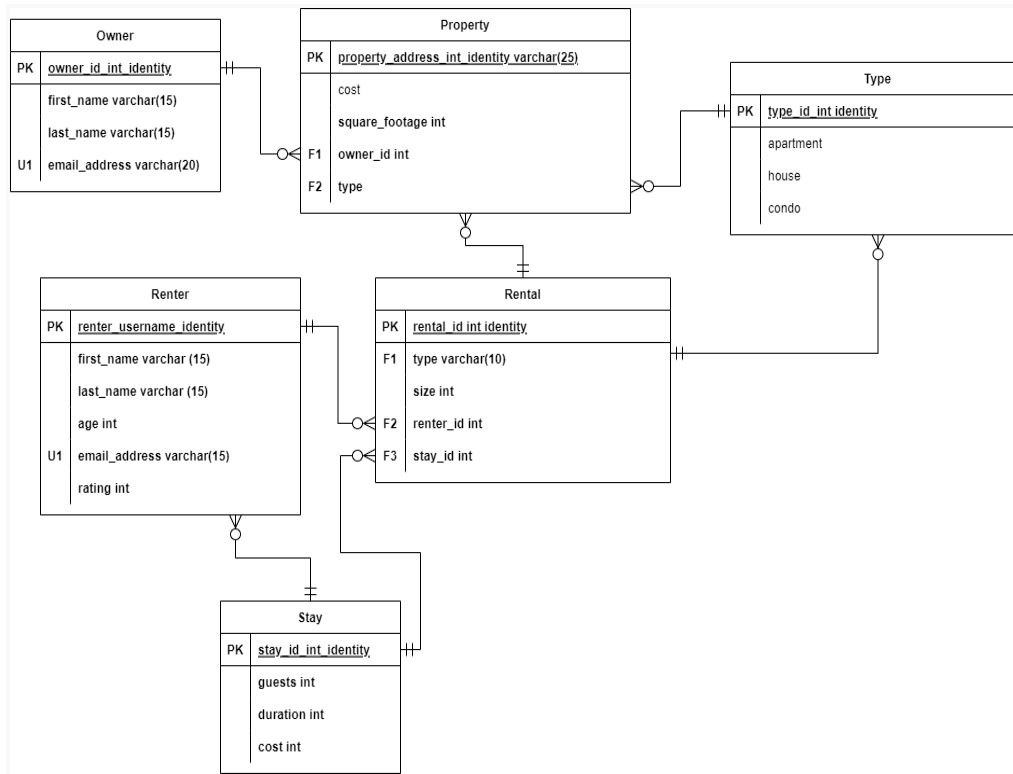 Owner
PK owner_id_int_identity
first_name varchar(15)
last_name varchar(15)
U1 email_address varchar(20)
Property
PK property_address_int_identity varchar(25)
cost
square_footage int
F1 owner_id int
F2 type
Type
PK type_id_int identity
apartment
house
condo
Renter
PK renter_username_identity
first_name varchar (15)
last_name varchar (15)
age int
U1 email_address varchar(15)
rating int
Rental
PK rental_id int identity
F1 type varchar(10)
size int
F2 renter_id int
F3 stay_id int
Stay
PK stay_id_int_identity
guests int
duration int
cost int